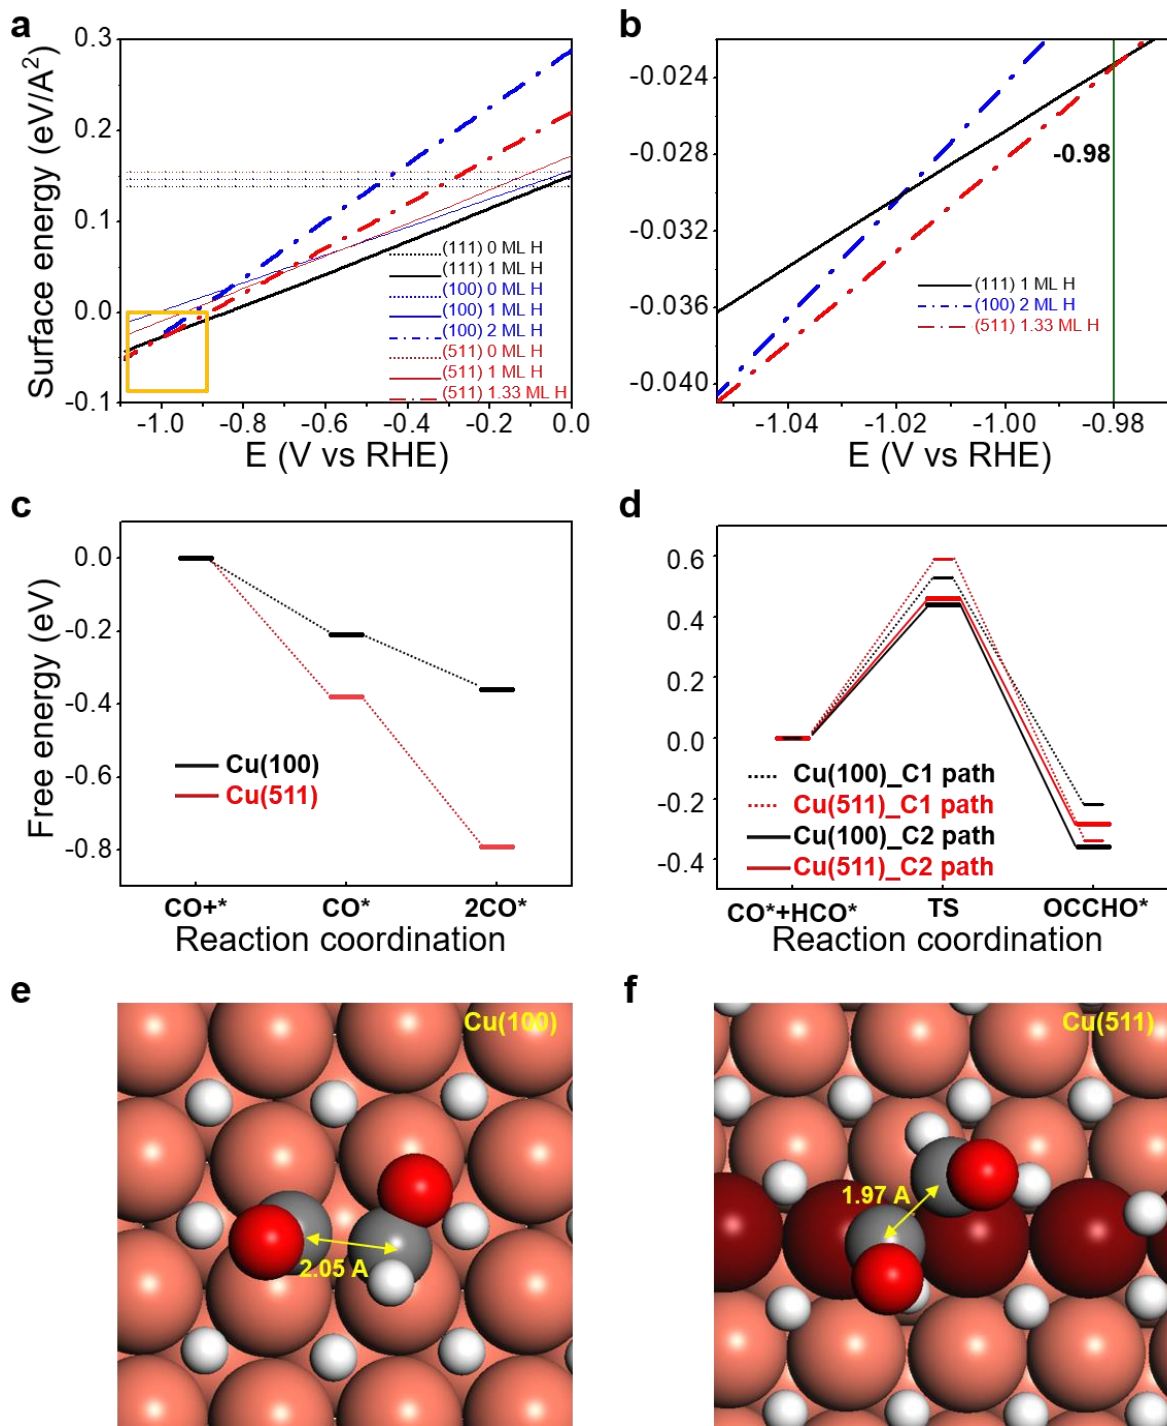 a
0.3
0.2
0.1
0.0
-0.1
Surface energy (eV/A²)
(111) 0 ML H
(111) 1 ML H
(100) 0 ML H
(100) 1 ML H
(100) 2 ML H
(511) 0 ML H
(511) 1 ML H
(511) 1.33 ML H
-1.0 -0.8 -0.6 -0.4 -0.2 0.0
E (V vs RHE)
b
-0.024
-0.028
-0.032
-0.036
-0.040
-0.98
(111) 1 ML H
(100) 2 ML H
(511) 1.33 ML H
-1.04 -1.02 -1.00 -0.98
E (V vs RHE)
c
0.0
-0.2
-0.4
-0.6
-0.8
Free energy (eV)
Cu(100)
Cu(511)
CO+* CO* 2CO*
Reaction coordination
d
0.6
0.4
0.2
0.0
-0.2
-0.4
Cu(100)_C1 path
Cu(511)_C1 path
Cu(100)_C2 path
Cu(511)_C2 path
CO*+HCO* TS OCCHO*
Reaction coordination
e
Cu(100)
2.05 A
f
Cu(511)
1.97 A